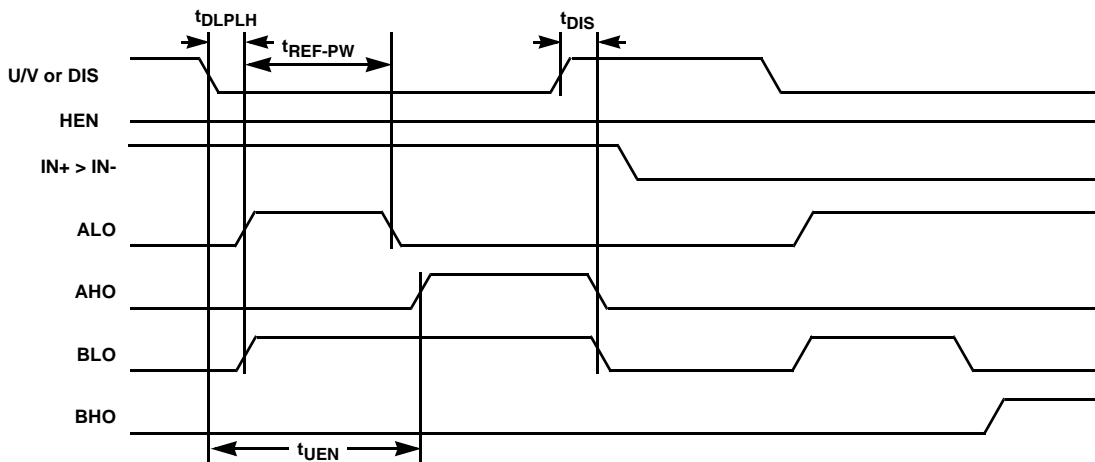 tDLPLH
tDIS
tREF-PW
U/V or DIS
HEN
IN+ > IN-
ALO
AHO
BLO
BHO
tUEN